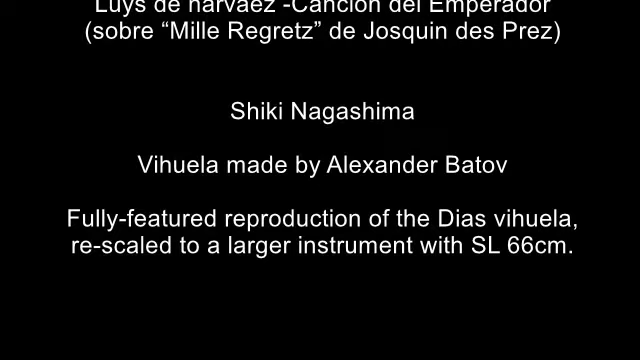 Luys de narvaez -Cancion del Emperador
(sobre “Mille Regretz” de Josquin des Prez)
Shiki Nagashima
Vihuela made by Alexander Batov
Fully-featured reproduction of the Dias vihuela,
re-scaled to a larger instrument with SL 66cm.